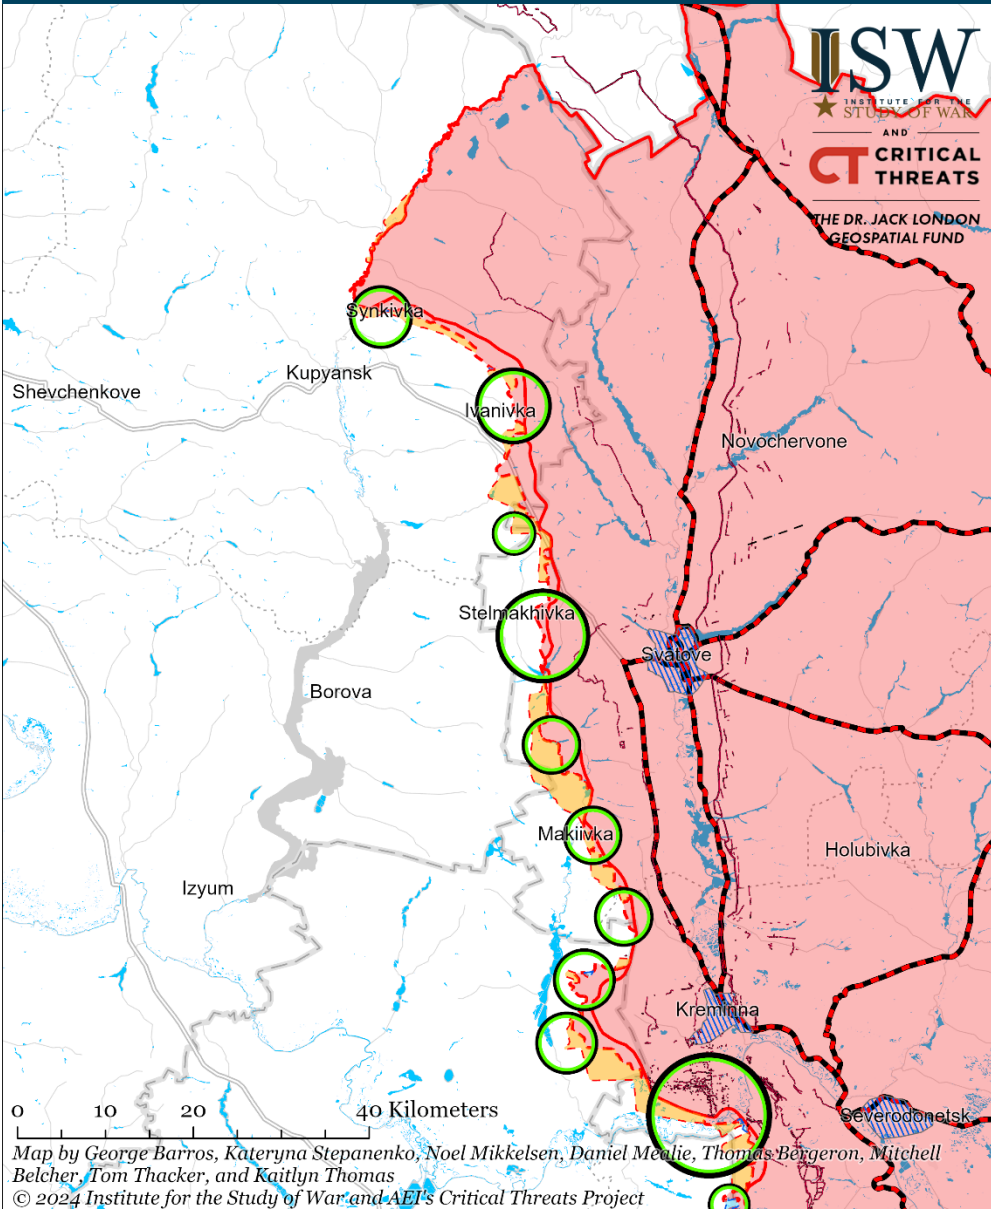 ISW
INSTITUTE FOR THE
STUDY OF WAR
AND
CT CRITICAL
THREATS
THE DR. JACK LONDON
GEOSPATIAL FUND
Synkivka
Kupyansk
Shevchenkove
Ivanivka
Novochervone
Stelmakhivka
Svatove
Borova
Makiivka
Holubivka
Izyum
Kreminna
Severodonetsk
0 10 20 40 Kilometers
Map by George Barros, Kateryna Stepanenko, Noel Mikkelsen, Daniel Mealie, Thomas Bergeron, Mitchell
Belcher, Tom Thacker, and Kaitlyn Thomas
© 2024 Institute for the Study of War and AEI's Critical Threats Project